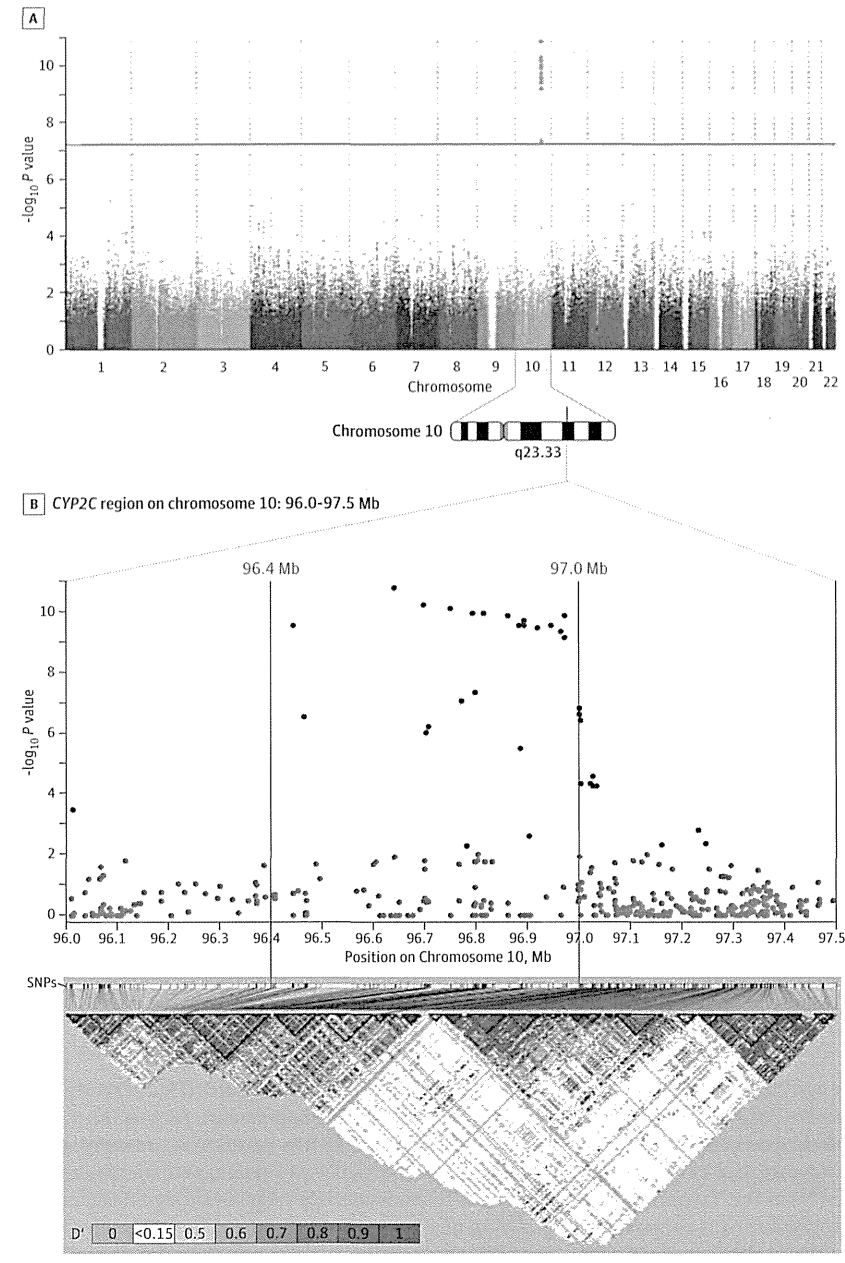 A
10
8
6
4
2
0
-log10 P value
1 2 3 4 5 6 7 8 9 10 11 12 13 14 15 16 17 18 19 20 21 22
Chromosome
Chromosome 10
q23.33
B CYP2C region on chromosome 10: 96.0-97.5 Mb
96.4 Mb 97.0 Mb
10
8
6
4
2
0
-log10 P value
96.0 96.1 96.2 96.3 96.4 96.5 96.6 96.7 96.8 96.9 97.0 97.1 97.2 97.3 97.4 97.5
Position on Chromosome 10, Mb
SNPs
D' 0 <0.15 0.5 0.6 0.7 0.8 0.9 1